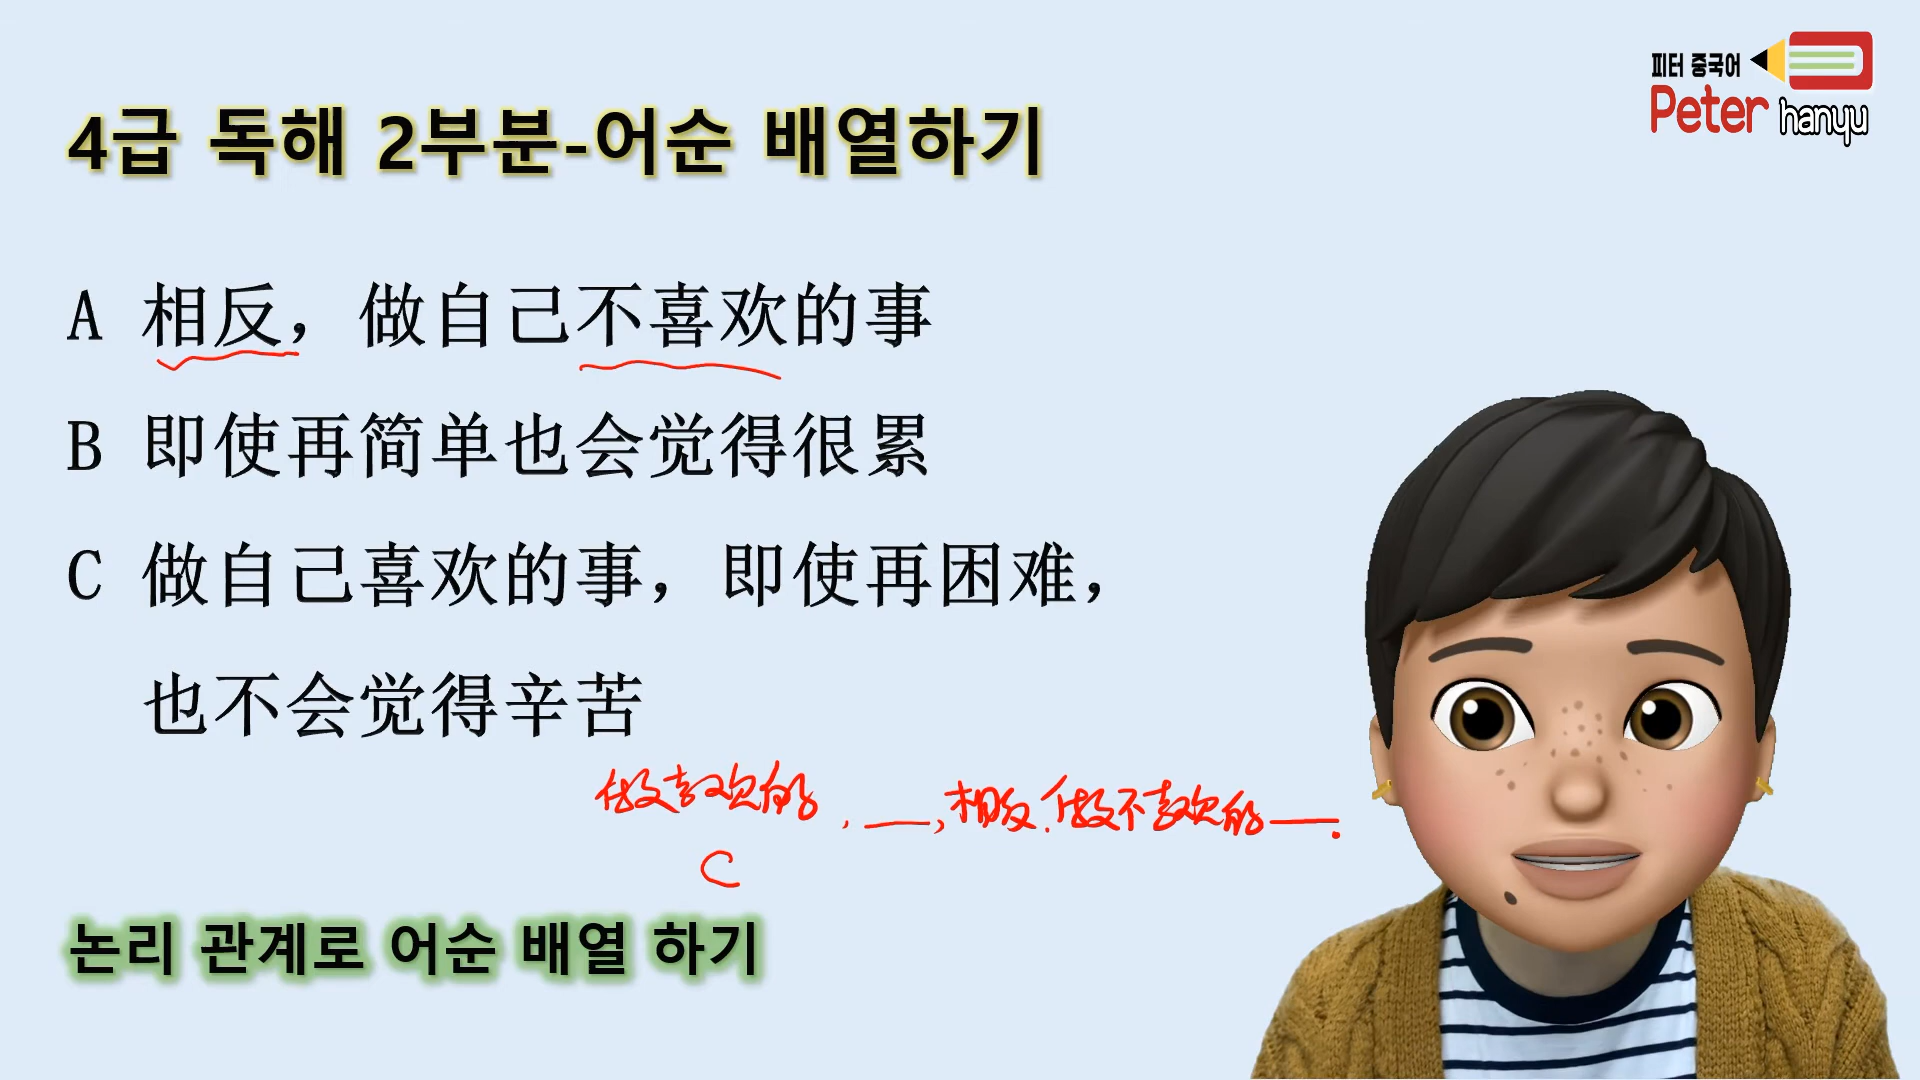 피터 중국어
Peter hanyu
4급 독해 2부분-어순 배열하기
A 相反，做自己不喜欢的事
B 即使再简单也会觉得很累
C 做自己喜欢的事，即使再困难，
也不会觉得辛苦
做喜欢的，__，相反，做不喜欢的__.
C
논리 관계로 어순 배열 하기